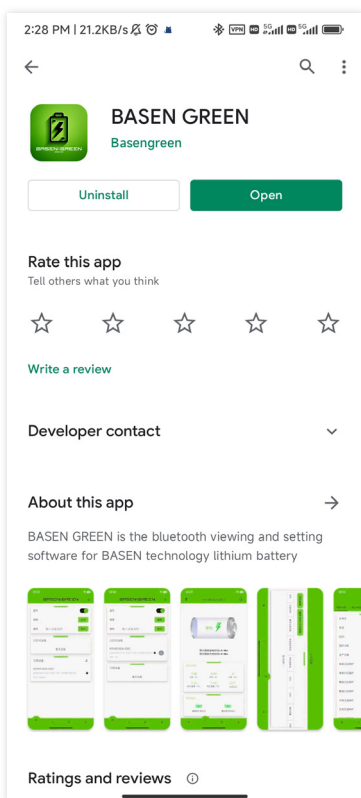 2:28 PM | 21.2KB/s
VPN HD 5G HD 5G
BASEN GREEN
BASEN GREEN
Basengreen
Uninstall
Open
Rate this app
Tell others what you think
Write a review
Developer contact
About this app
BASEN GREEN is the bluetooth viewing and setting
software for BASEN technology lithium battery
Ratings and reviews